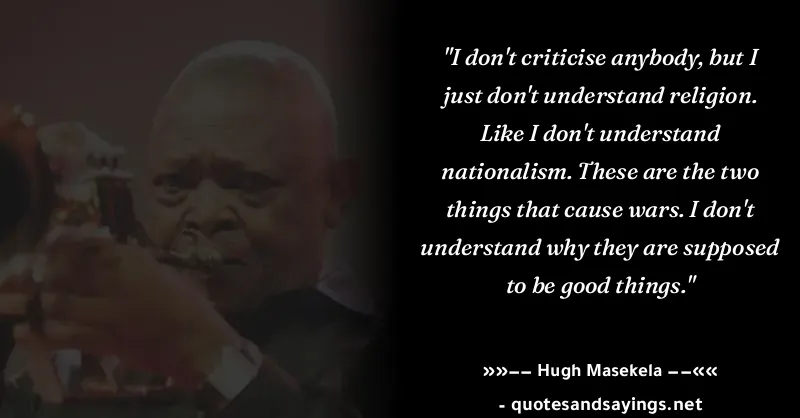 "I don't criticise anybody, but I
just don't understand religion.
Like I don't understand
nationalism. These are the two
things that cause wars. I don't
understand why they are supposed
to be good things."
»»−− Hugh Masekela −−««
- quotesandsayings.net